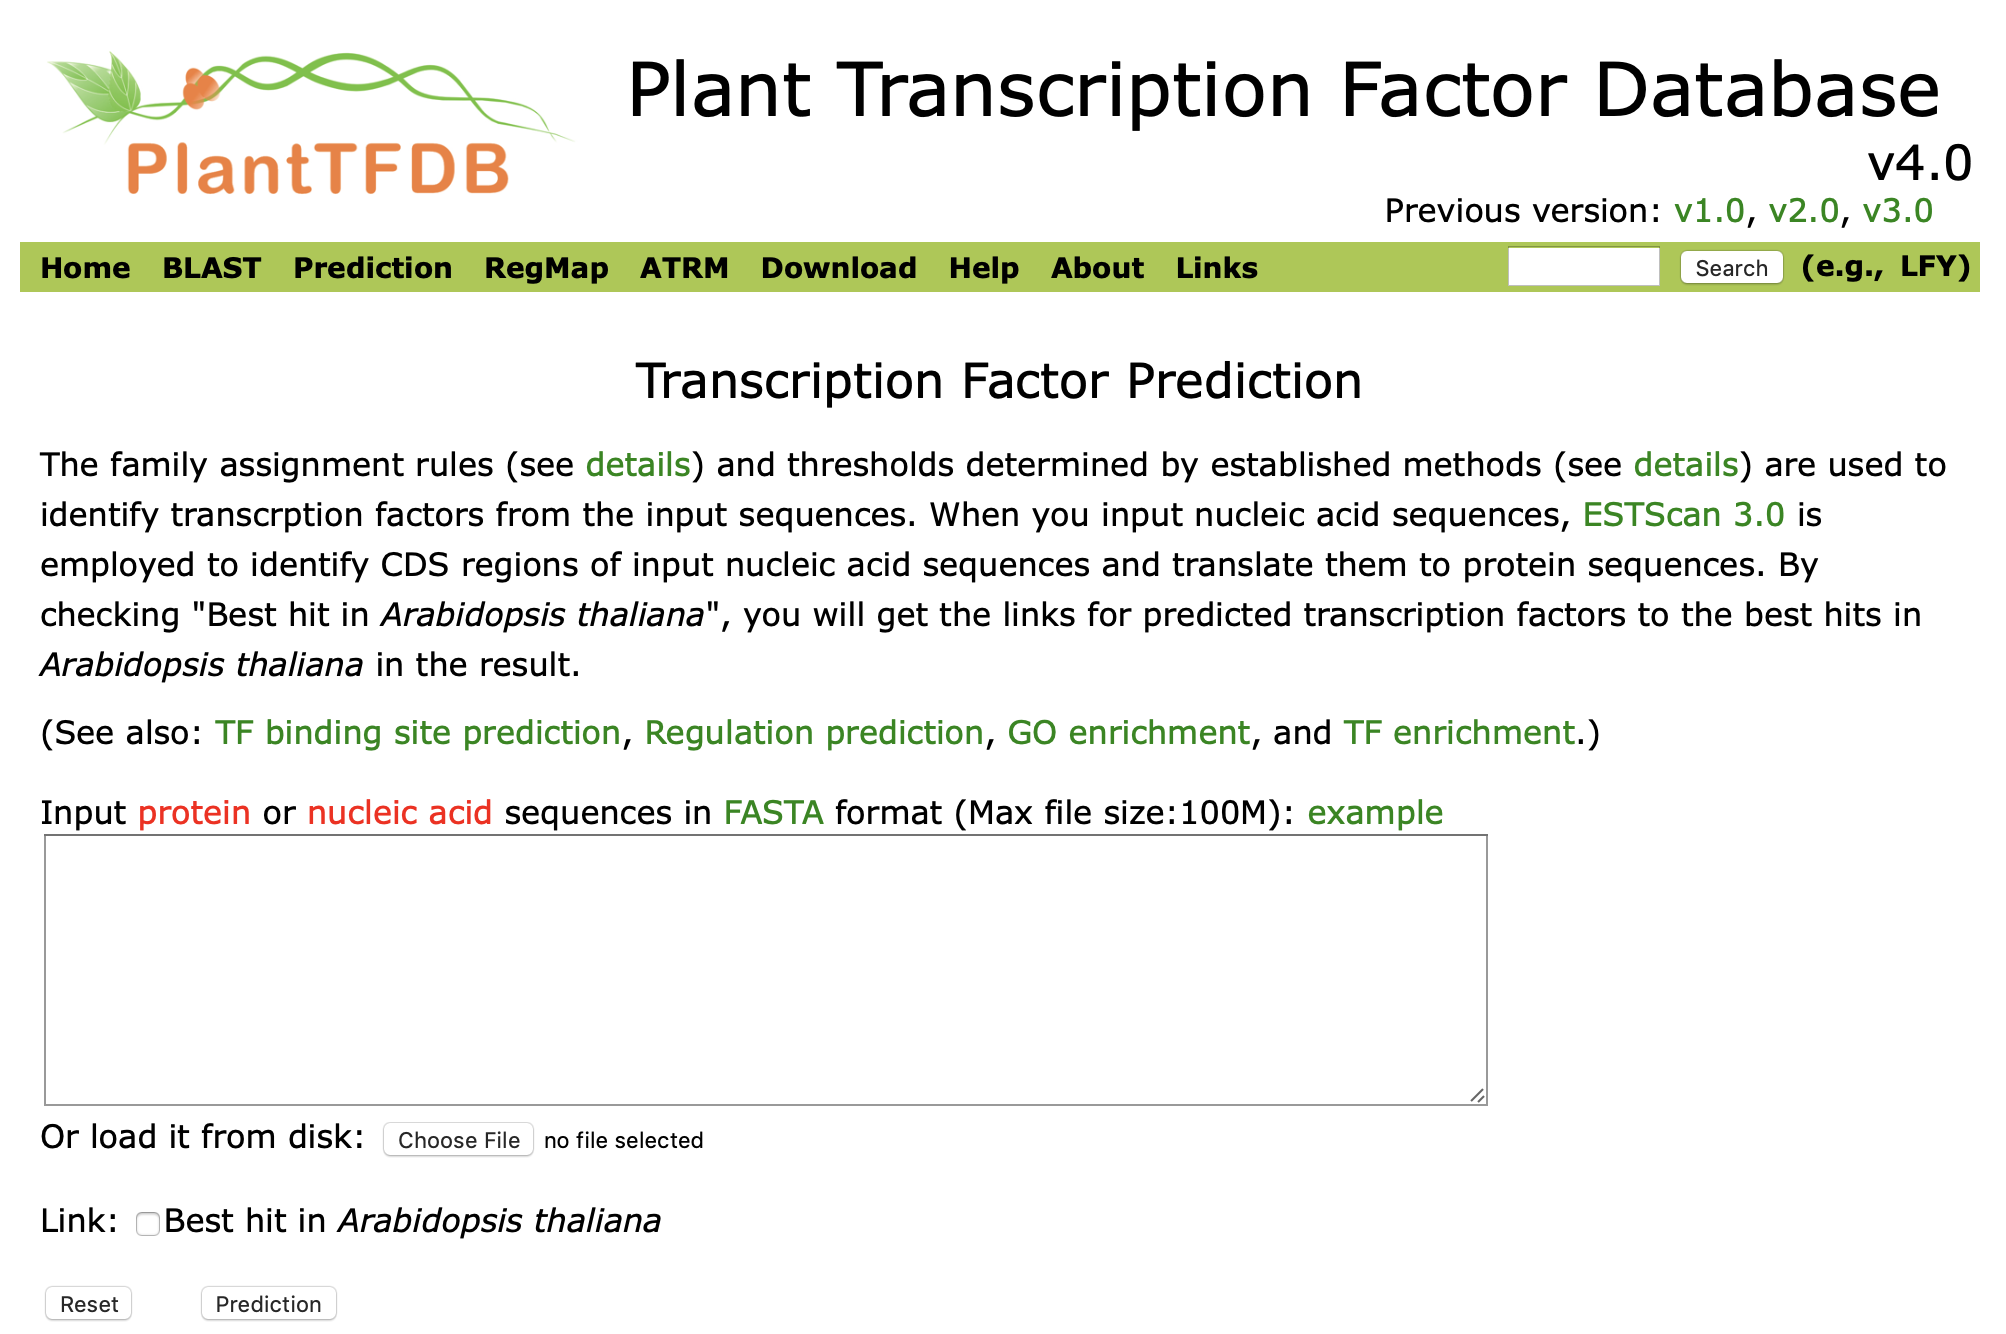 PlantTFDB
Plant Transcription Factor Database
v4.0
Previous version: v1.0, v2.0, v3.0
Home BLAST Prediction RegMap ATRM Download Help About Links Search (e.g., LFY)
Transcription Factor Prediction
The family assignment rules (see details) and thresholds determined by established methods (see details) are used to
identify transcrption factors from the input sequences. When you input nucleic acid sequences, ESTScan 3.0 is
employed to identify CDS regions of input nucleic acid sequences and translate them to protein sequences. By
checking "Best hit in Arabidopsis thaliana", you will get the links for predicted transcription factors to the best hits in
Arabidopsis thaliana in the result.
(See also: TF binding site prediction, Regulation prediction, GO enrichment, and TF enrichment.)
Input protein or nucleic acid sequences in FASTA format (Max file size:100M): example
Or load it from disk: Choose File no file selected
Link: Best hit in Arabidopsis thaliana
Reset Prediction